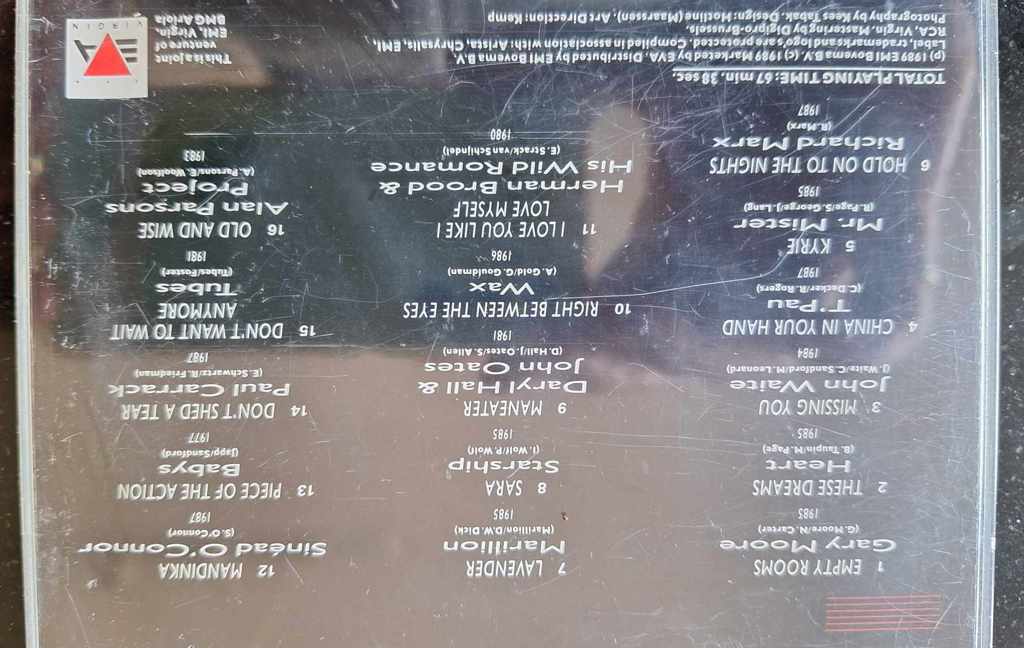 1 EMPTY ROOMS
Gary Moore
(G. Moore/N. Carter)
1985
2 THESE DREAMS
Heart
(B. Taupin/M. Page)
1985
3 MISSING YOU
John Waite
(J. Waite/C. Sandford/M. Leonard)
1984
4 CHINA IN YOUR HAND
T'Pau
(C. Decker/R. Rogers)
1987
5 KYRIE
Mr. Mister
(R. Page/S. George/J. Lang)
1985
6 HOLD ON TO THE NIGHTS
Richard Marx
(R. Marx)
1987
7 LAVENDER
Marillion
(Marillion/D.W. Dick)
1985
8 SARA
Starship
(I. Wolf/P. Wolf)
1985
9 MANEATER
Daryl Hall &
John Oates
(D. Hall/J. Oates/S. Allen)
1981
10 RIGHT BETWEEN THE EYES
Wax
(A. Gold/G. Gouldman)
1986
11 I LOVE YOU LIKE I
LOVE MYSELF
Herman Brood &
His Wild Romance
(E. Strack/van Schijndel)
1980
12 MANDINKA
Sinéad O'Connor
(S. O'Connor)
1987
13 PIECE OF THE ACTION
Babys
(Japp/Sandford)
1977
14 DON'T SHED A TEAR
Paul Carrack
(E. Schwartz/R. Friedman)
1987
15 DON'T WANT TO WAIT
ANYMORE
Tubes
(Tubes/Foster)
1981
16 OLD AND WISE
Alan Parsons
Project
(A. Parsons/E. Woolfson)
1983
TOTAL PLAYING TIME: 67 min. 38 sec.
(p) 1989 EMI Bovema B.V. (c) 1989 Marketed by EVA. Distributed by EMI Bovema B.V.
Label, trademarks and logo's are protected. Compiled in association with: Arista, Chrysalis, EMI,
RCA, Virgin. Mastering by Digipro-Brussels.
Photography by Kees Tabak. Design: Hotline (Maarssen), Art Direction: Kemp
This is a joint
venture of
EMI, Virgin,
BMG Ariola
EVA
VIRGIN